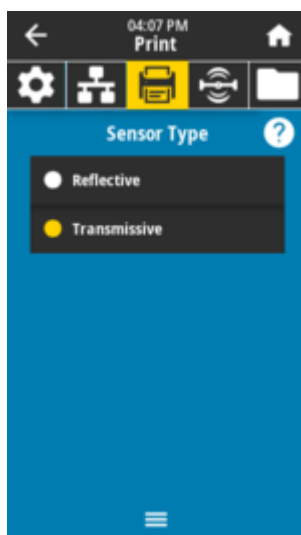 04:07 PM
Print
Sensor Type
?
Reflective
Transmissive